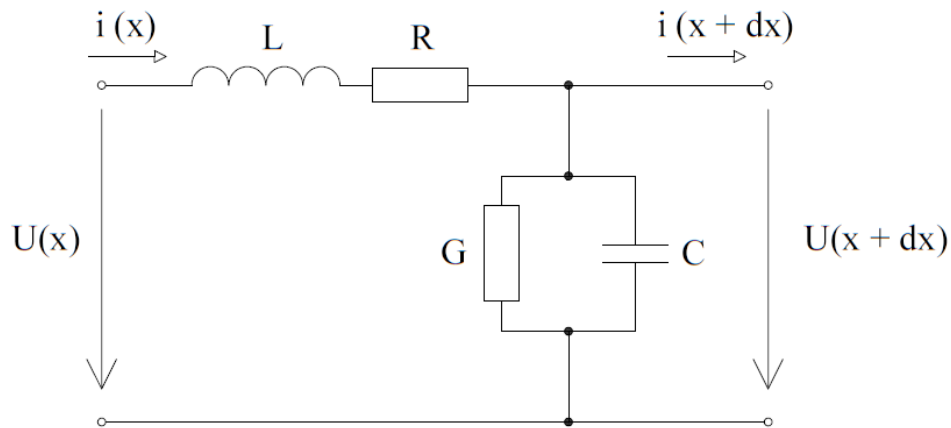 i (x)
L
R
i (x + dx)
U(x)
G
C
U(x + dx)